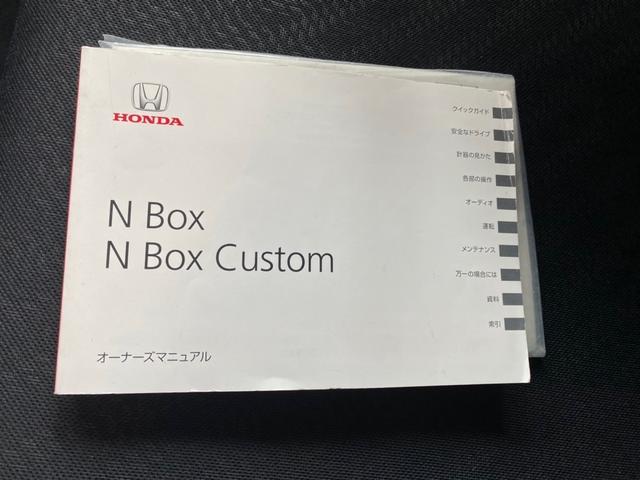 HONDA
N Box
N Box Custom
オーナーズマニュアル
クイックガイド
安全なドライブ
計器の見かた
各部の操作
オーディオ
運転
メンテナンス
万一の場合には
資料
索引